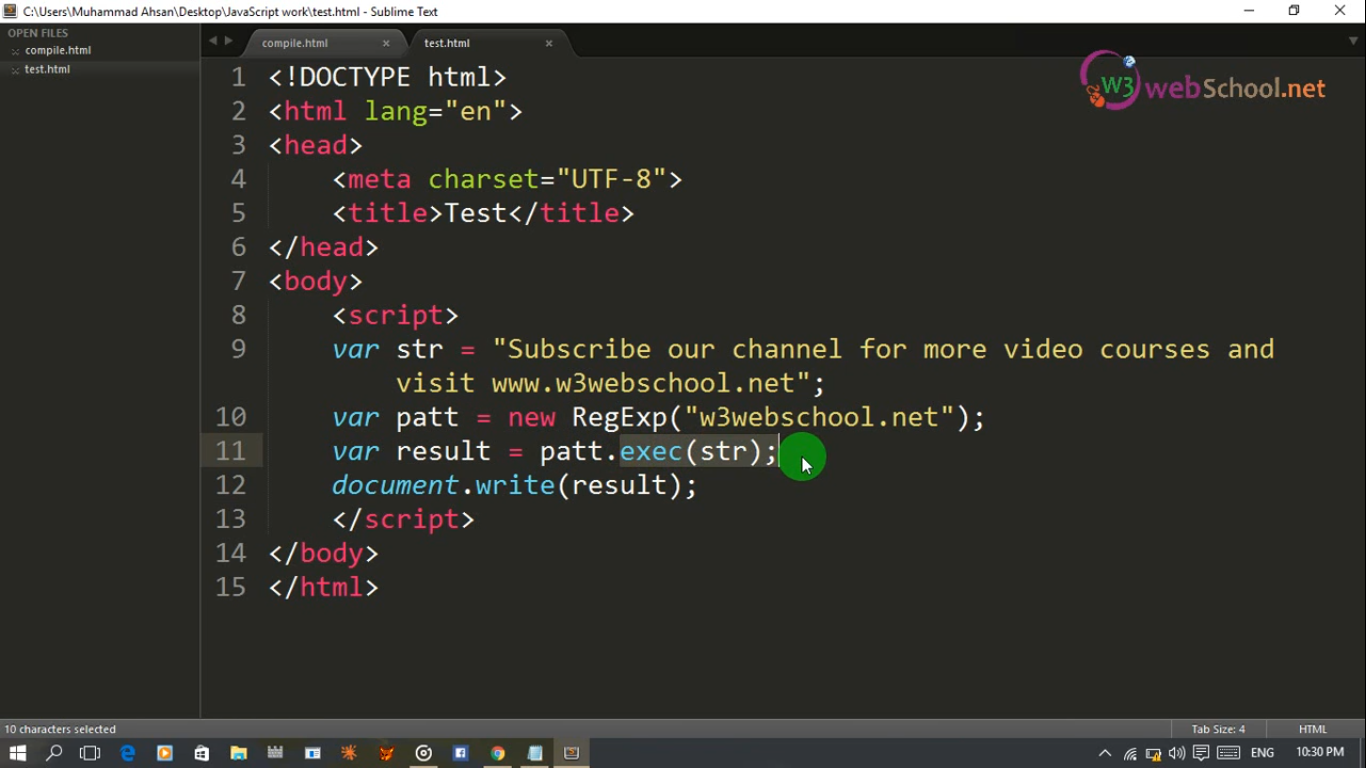 C:\Users\Muhammad Ahsan\Desktop\JavaScript work\test.html - Sublime Text
OPEN FILES
compile.html
test.html
compile.html
test.html
W3 webSchool.net
1 <!DOCTYPE html>
2 <html lang="en">
3 <head>
4 <meta charset="UTF-8">
5 <title>Test</title>
6 </head>
7 <body>
8 <script>
9 var str = "Subscribe our channel for more video courses and
visit www.w3webschool.net";
10 var patt = new RegExp("w3webschool.net");
11 var result = patt.exec(str);
12 document.write(result);
13 </script>
14 </body>
15 </html>
10 characters selected
Tab Size: 4
HTML
ENG
10:30 PM